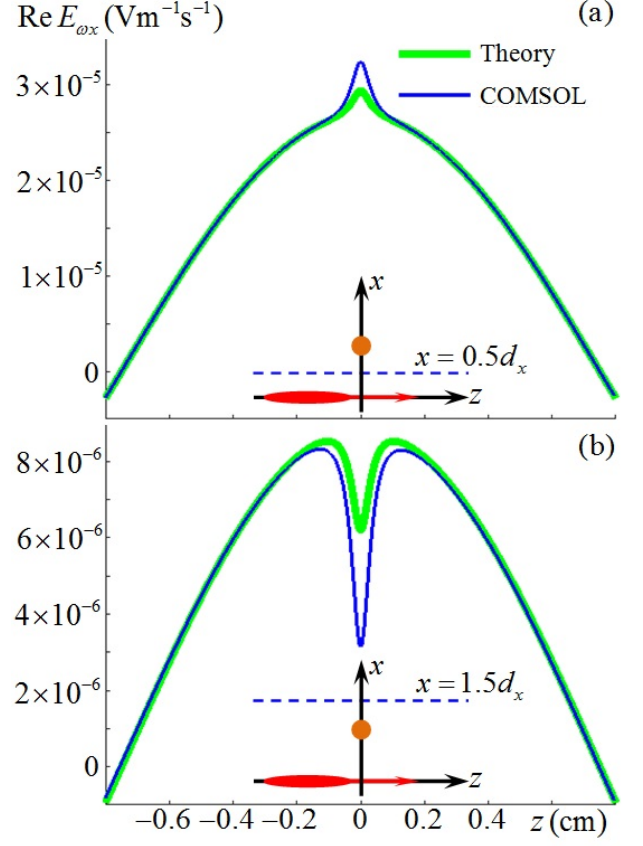 Re E_ωx (Vm⁻¹s⁻¹)
(a)
Theory
COMSOL
3×10⁻⁵
2×10⁻⁵
1×10⁻⁵
0
x
x = 0.5d_x
z
(b)
8×10⁻⁶
6×10⁻⁶
4×10⁻⁶
2×10⁻⁶
0
x
x = 1.5d_x
z
−0.6 −0.4 −0.2 0 0.2 0.4 z (cm)